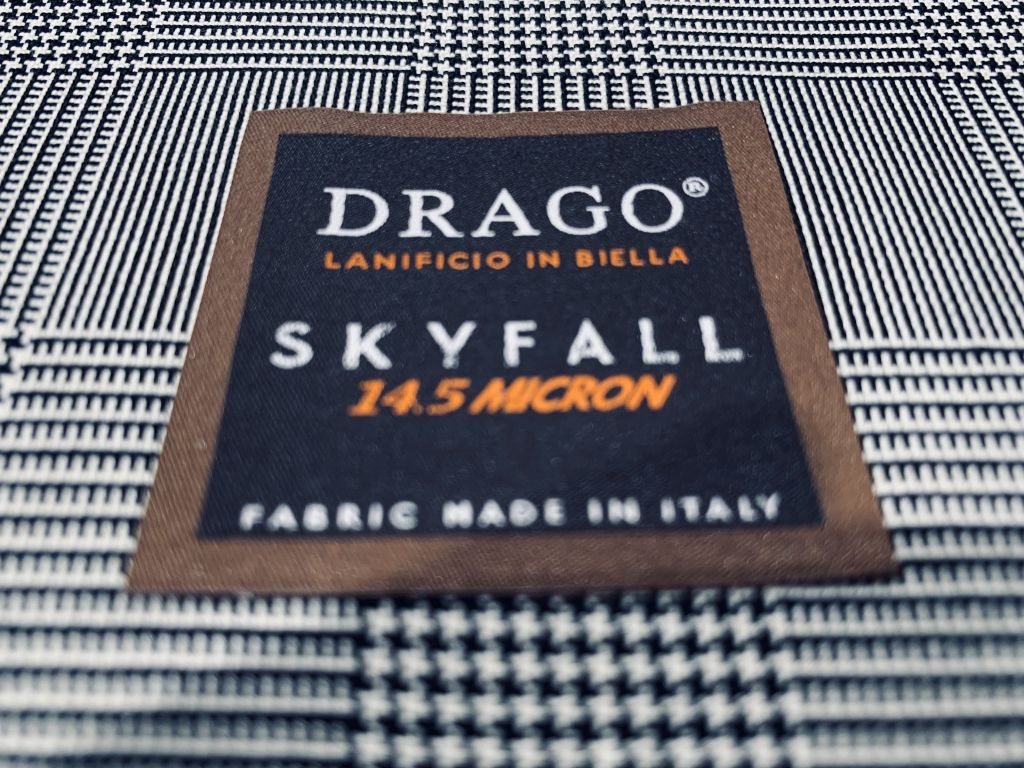 DRAGO®
LANIFICIO IN BIELLA
SKYFALL
14.5 MICRON
FABRIC MADE IN ITALY